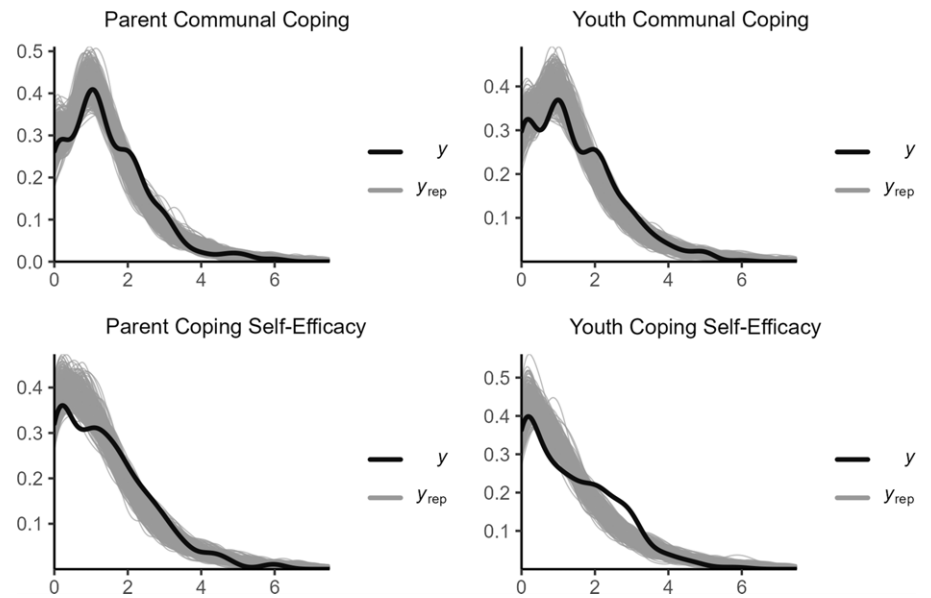 Parent Communal Coping
0.5
0.4
0.3
0.2
0.1
0.0
0 2 4 6
y
yrep
Youth Communal Coping
0.4
0.3
0.2
0.1
0 2 4 6
y
yrep
Parent Coping Self-Efficacy
0.4
0.3
0.2
0.1
0 2 4 6
y
yrep
Youth Coping Self-Efficacy
0.5
0.4
0.3
0.2
0.1
0 2 4 6
y
yrep